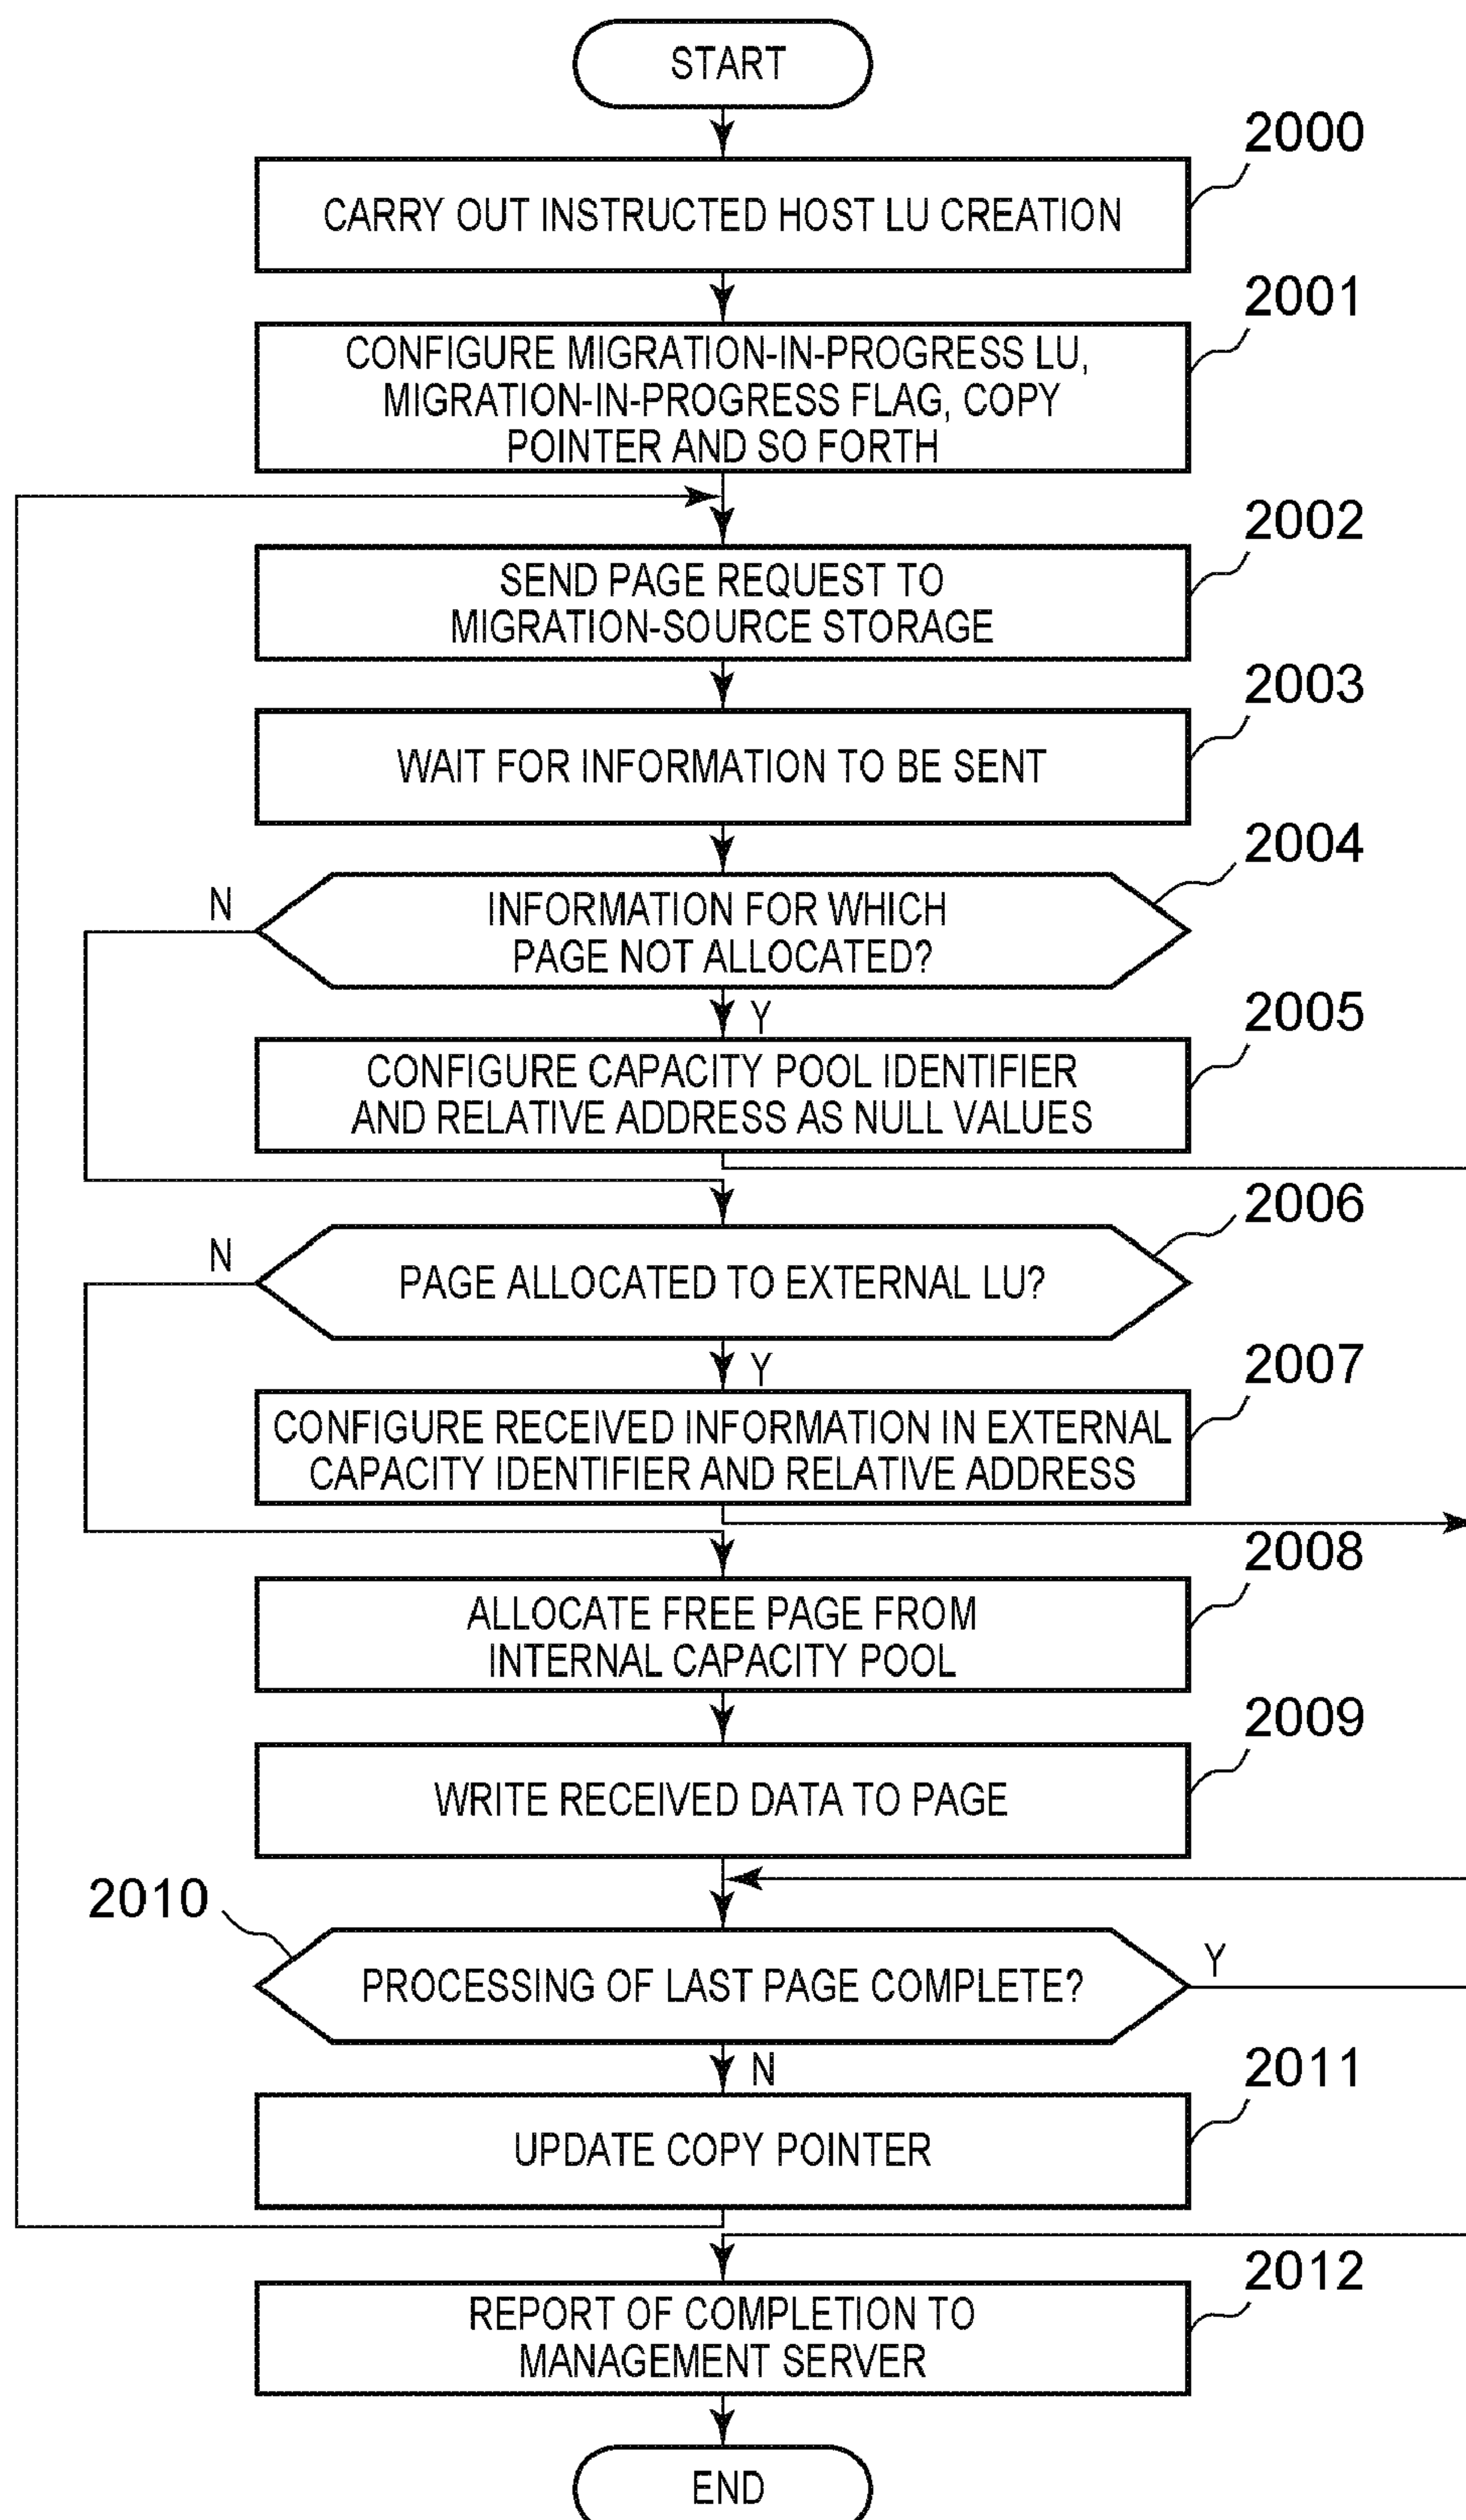 START
2000
CARRY OUT INSTRUCTED HOST LU CREATION
2001
CONFIGURE MIGRATION-IN-PROGRESS LU,
MIGRATION-IN-PROGRESS FLAG, COPY
POINTER AND SO FORTH
2002
SEND PAGE REQUEST TO
MIGRATION-SOURCE STORAGE
2003
WAIT FOR INFORMATION TO BE SENT
2004
N
INFORMATION FOR WHICH
PAGE NOT ALLOCATED?
Y
2005
CONFIGURE CAPACITY POOL IDENTIFIER
AND RELATIVE ADDRESS AS NULL VALUES
2006
N
PAGE ALLOCATED TO EXTERNAL LU?
Y
2007
CONFIGURE RECEIVED INFORMATION IN EXTERNAL
CAPACITY IDENTIFIER AND RELATIVE ADDRESS
2008
ALLOCATE FREE PAGE FROM
INTERNAL CAPACITY POOL
2009
WRITE RECEIVED DATA TO PAGE
2010
PROCESSING OF LAST PAGE COMPLETE?
Y
N
2011
UPDATE COPY POINTER
2012
REPORT OF COMPLETION TO
MANAGEMENT SERVER
END